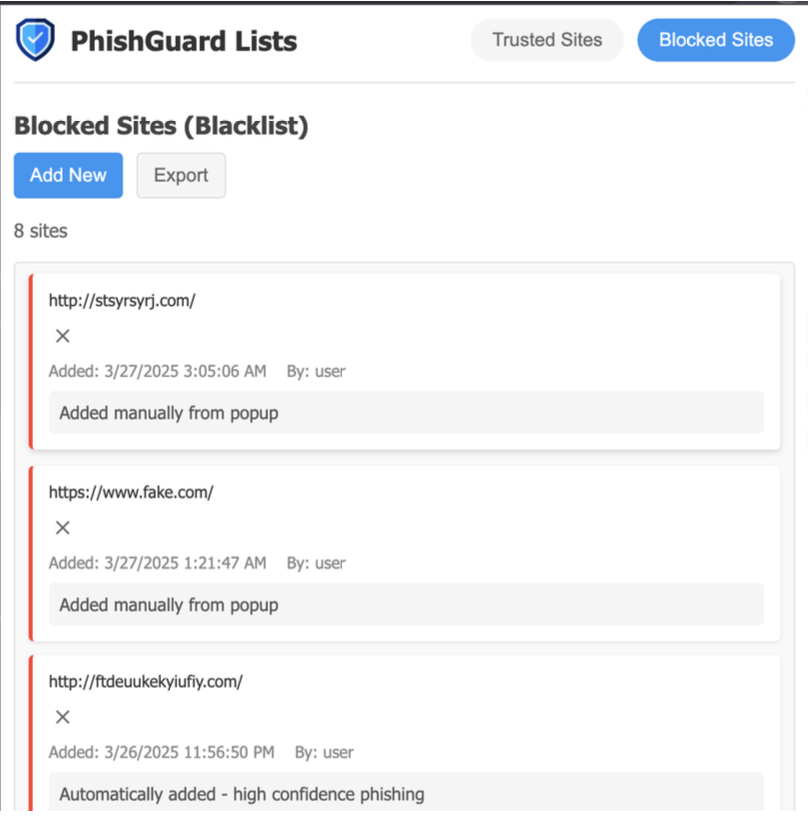 PhishGuard Lists
Trusted Sites
Blocked Sites
Blocked Sites (Blacklist)
Add New
Export
8 sites
http://stsyrsyrj.com/
Added: 3/27/2025 3:05:06 AM By: user
Added manually from popup
https://www.fake.com/
Added: 3/27/2025 1:21:47 AM By: user
Added manually from popup
http://ftdeuukekyiufiy.com/
Added: 3/26/2025 11:56:50 PM By: user
Automatically added - high confidence phishing